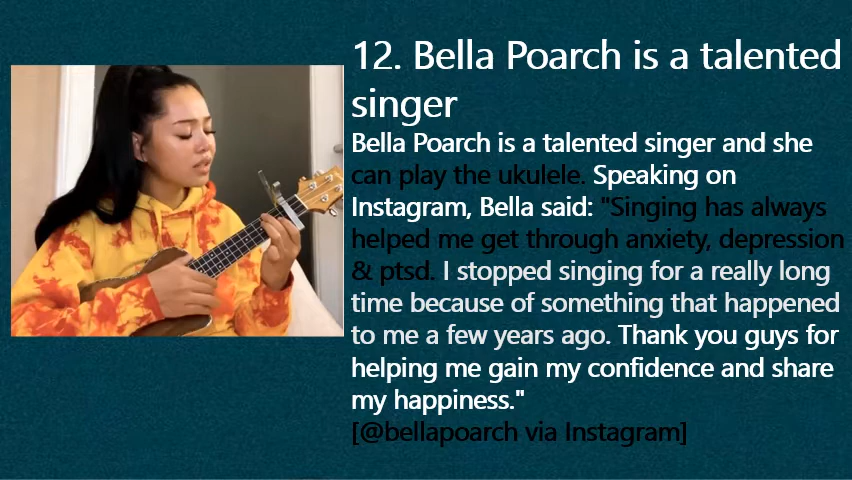 12. Bella Poarch is a talented
singer
Bella Poarch is a talented singer and she
can play the ukulele. Speaking on
Instagram, Bella said: "Singing has always
helped me get through anxiety, depression
& ptsd. I stopped singing for a really long
time because of something that happened
to me a few years ago. Thank you guys for
helping me gain my confidence and share
my happiness."
[@bellapoarch via Instagram]